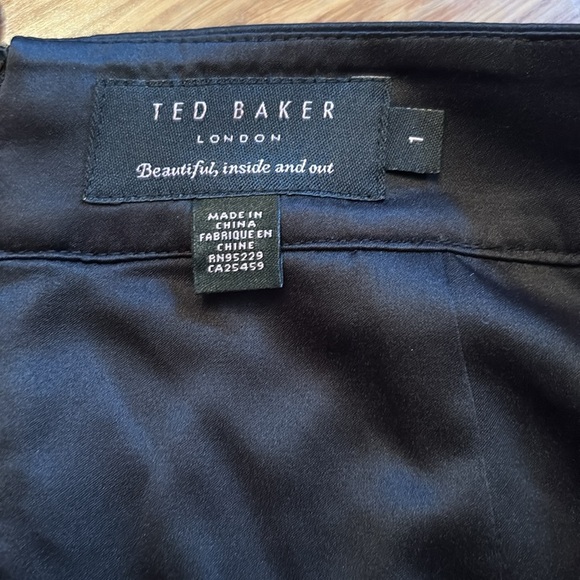 TED BAKER
LONDON
Beautiful, inside and out
1
MADE IN
CHINA
FABRIQUE EN
CHINE
RN95229
CA25459